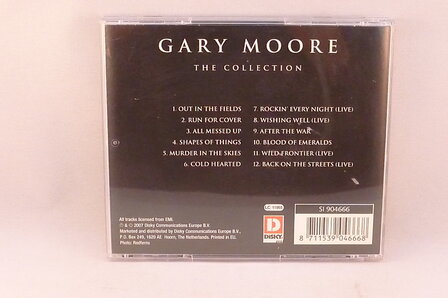 GARY MOORE
THE COLLECTION
1. OUT IN THE FIELDS
2. RUN FOR COVER
3. ALL MESSED UP
4. SHAPES OF THINGS
5. MURDER IN THE SKIES
6. COLD HEARTED
7. ROCKIN' EVERY NIGHT (LIVE)
8. WISHING WELL (LIVE)
9. AFTER THE WAR
10. BLOOD OF EMERALDS
11. WILD FRONTIER (LIVE)
12. BACK ON THE STREETS (LIVE)
All tracks licensed from EMI.
℗ & © 2007 Disky Communications Europe B.V.
Marketed and distributed by Disky Communications Europe B.V.,
P.O. Box 249, 1620 AE Hoorn, The Netherlands. Printed in EU.
Photo: Redferns
LC 11903
D
DISKY
SI 904666
8 711539 046668